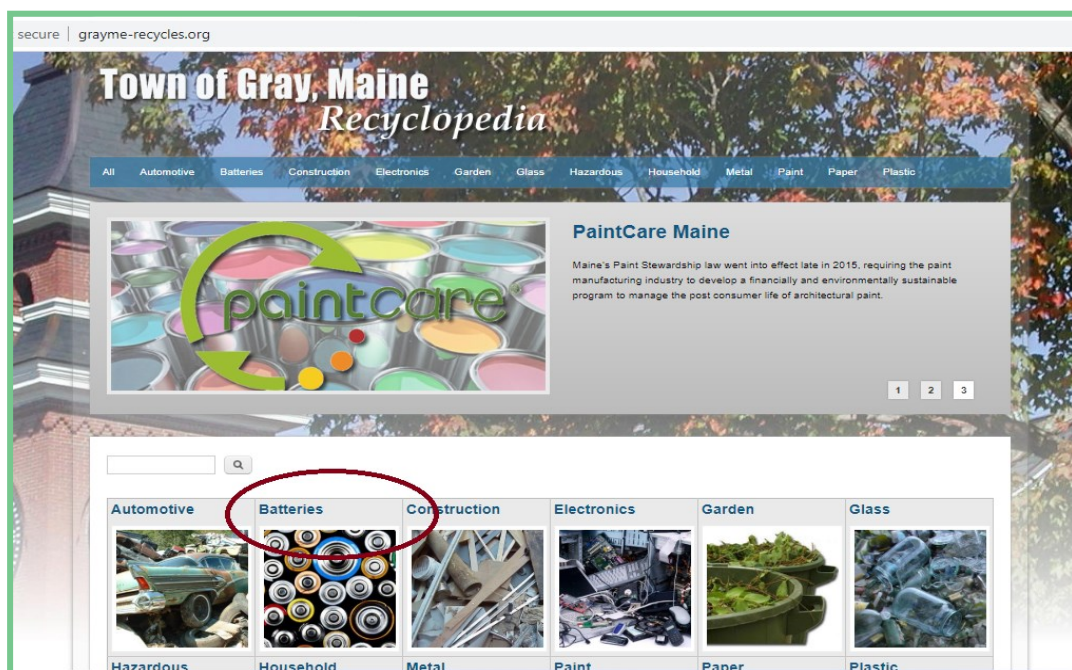 secure | grayme-recycles.org
Town of Gray, Maine
Recyclopedia
All Automotive Batteries Construction Electronics Garden Glass Hazardous Household Metal Paint Paper Plastic
paintcare®
PaintCare Maine
Maine's Paint Stewardship law went into effect late in 2015, requiring the paint
manufacturing industry to develop a financially and environmentally sustainable
program to manage the post consumer life of architectural paint.
1 2 3
Automotive Batteries Construction Electronics Garden Glass
Hazardous Household Metal Paint Paper Plastic